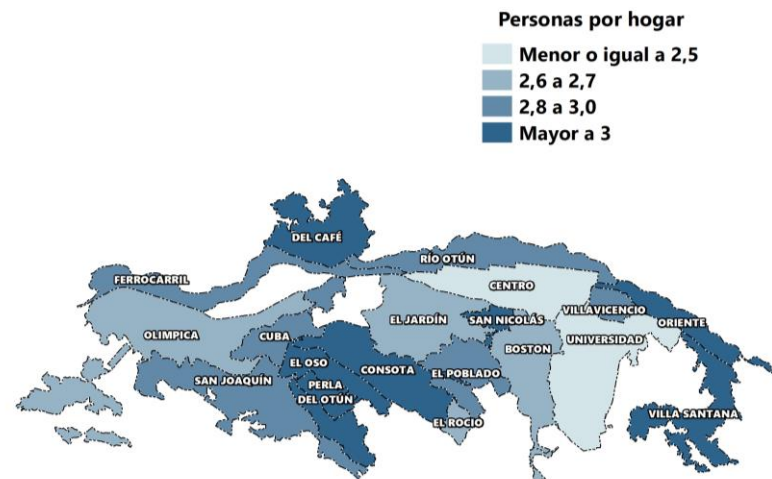 Personas por hogar
Menor o igual a 2,5
2,6 a 2,7
2,8 a 3,0
Mayor a 3
DEL CAFÉ
RÍO OTÚN
FERROCARRIL
CENTRO
VILLAVICENCIO
EL JARDÍN
SAN NICOLÁS
ORIENTE
OLIMPICA
CUBA
BOSTON
UNIVERSIDAD
EL OSO
CONSOTA
EL POBLADO
SAN JOAQUÍN
PERLA
DEL OTÚN
VILLA SANTANA
EL ROCIO